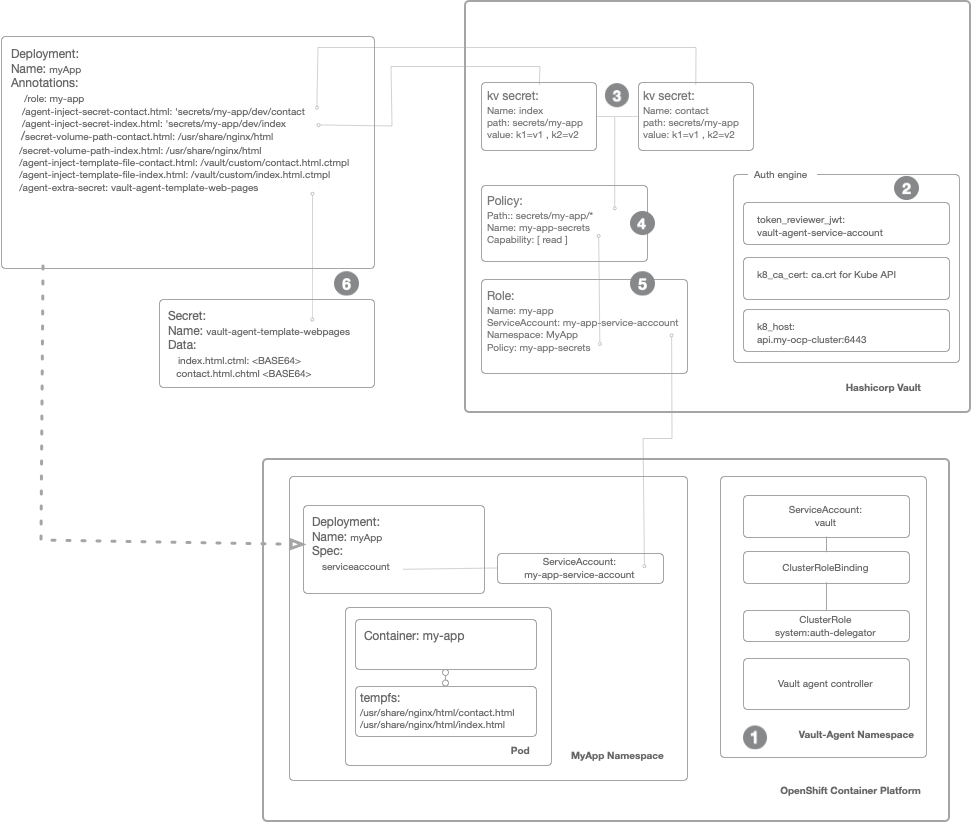 Deployment:
Name: myApp
Annotations:
/role: my-app
/agent-inject-secret-contact.html: 'secrets/my-app/dev/contact
/agent-inject-secret-index.html: 'secrets/my-app/dev/index
/secret-volume-path-contact.html: /usr/share/nginx/html
/secret-volume-path-index.html: /usr/share/nginx/html
/agent-inject-template-file-contact.html: /vault/custom/contact.html.ctmpl
/agent-inject-template-file-index.html: /vault/custom/index.html.ctmpl
/agent-extra-secret: vault-agent-template-web-pages
6
Secret:
Name: vault-agent-template-webpages
Data:
index.html.ctml: <BASE64>
contact.html.chtml <BASE64>
kv secret:
Name: index
path: secrets/my-app
value: k1=v1 , k2=v2
3
kv secret:
Name: contact
path: secrets/my-app
value: k1=v1 , k2=v2
Policy:
Path:: secrets/my-app/*
Name: my-app-secrets
Capability: [ read ]
4
5
Role:
Name: my-app
ServiceAccount: my-app-service-acccount
Namespace: MyApp
Policy: my-app-secrets
Auth engine
2
token_reviewer_jwt:
vault-agent-service-account
k8_ca_cert: ca.crt for Kube API
k8_host:
api.my-ocp-cluster:6443
Hashicorp Vault
Deployment:
Name: myApp
Spec:
serviceaccount
ServiceAccount:
my-app-service-account
Container: my-app
tempfs:
/usr/share/nginx/html/contact.html
/usr/share/nginx/html/index.html
Pod
MyApp Namespace
ServiceAccount:
vault
ClusterRoleBinding
ClusterRole
system:auth-delegator
Vault agent controller
1
Vault-Agent Namespace
OpenShift Container Platform